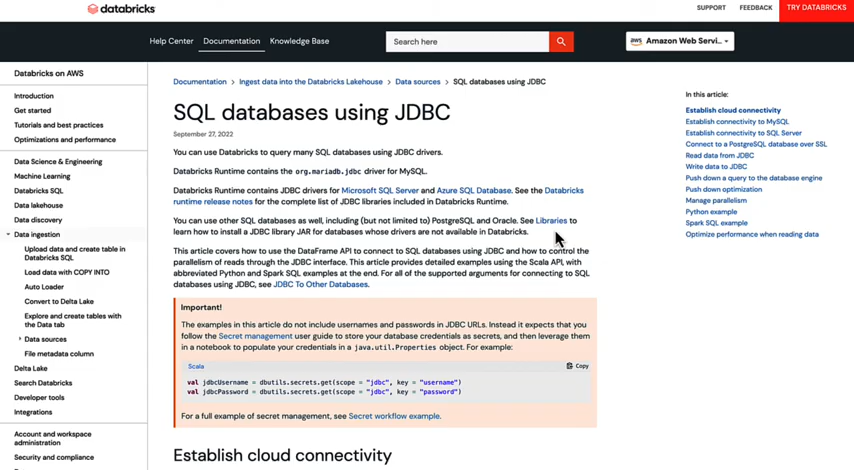 databricks
SUPPORT
FEEDBACK
TRY DATABRICKS
Help Center
Documentation
Knowledge Base
Search here
aws Amazon Web Servi...
Databricks on AWS
Introduction
Get started
Tutorials and best practices
Optimizations and performance
Data Science & Engineering
Machine Learning
Databricks SQL
Data lakehouse
Data discovery
Data ingestion
Upload data and create table in
Databricks SQL
Load data with COPY INTO
Auto Loader
Convert to Delta Lake
Explore and create tables with
the Data tab
Data sources
File metadata column
Delta Lake
Search Databricks
Developer tools
Integrations
Account and workspace
administration
Security and compliance
Documentation > Ingest data into the Databricks Lakehouse > Data sources > SQL databases using JDBC
SQL databases using JDBC
September 27, 2022
You can use Databricks to query many SQL databases using JDBC drivers.
Databricks Runtime contains the org.mariadb.jdbc driver for MySQL.
Databricks Runtime contains JDBC drivers for Microsoft SQL Server and Azure SQL Database. See the Databricks
runtime release notes for the complete list of JDBC libraries included in Databricks Runtime.
You can use other SQL databases as well, including (but not limited to) PostgreSQL and Oracle. See Libraries to
learn how to install a JDBC library JAR for databases whose drivers are not available in Databricks.
This article covers how to use the DataFrame API to connect to SQL databases using JDBC and how to control the
parallelism of reads through the JDBC interface. This article provides detailed examples using the Scala API, with
abbreviated Python and Spark SQL examples at the end. For all of the supported arguments for connecting to SQL
databases using JDBC, see JDBC To Other Databases.
Important!
The examples in this article do not include usernames and passwords in JDBC URLs. Instead it expects that you
follow the Secret management user guide to store your database credentials as secrets, and then leverage them
in a notebook to populate your credentials in a java.util.Properties object. For example:
Scala
Copy
val jdbcUsername = dbutils.secrets.get(scope = "jdbc", key = "username")
val jdbcPassword = dbutils.secrets.get(scope = "jdbc", key = "password")
For a full example of secret management, see Secret workflow example.
Establish cloud connectivity
In this article:
Establish cloud connectivity
Establish connectivity to MySQL
Establish connectivity to SQL Server
Connect to a PostgreSQL database over SSL
Read data from JDBC
Write data to JDBC
Push down a query to the database engine
Push down optimization
Manage parallelism
Python example
Spark SQL example
Optimize performance when reading data